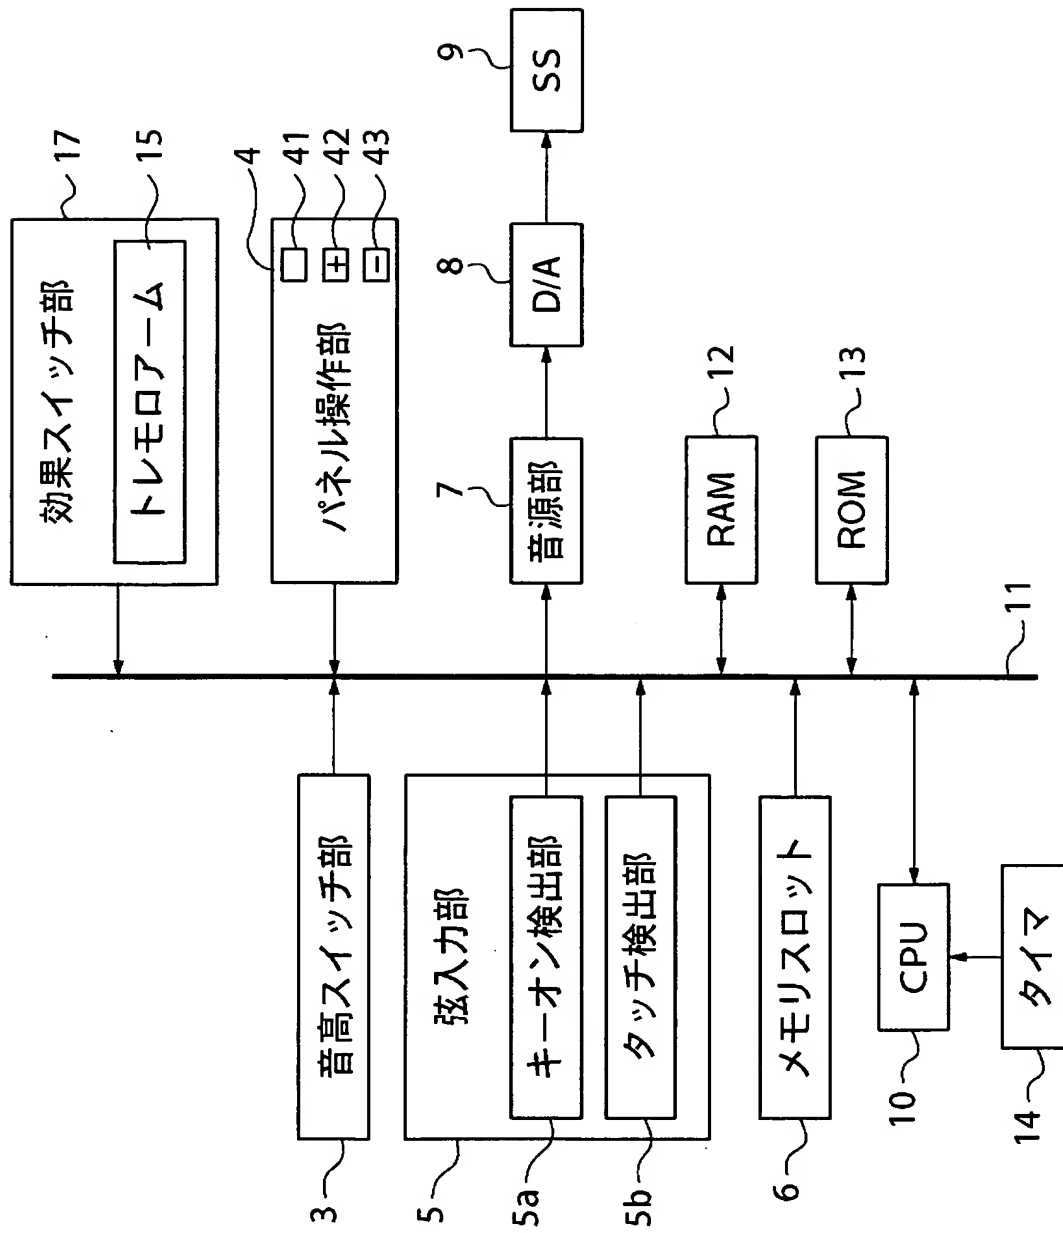 3
音高スイッチ部
5
弦入力部
5a
キーオン検出部
5b
タッチ検出部
6
メモリスロット
10
CPU
14
タイマ
11
17
効果スイッチ部
15
トレモロアーム
4
パネル操作部
41
42
+
43
-
7
音源部
8
D/A
9
SS
12
RAM
13
ROM